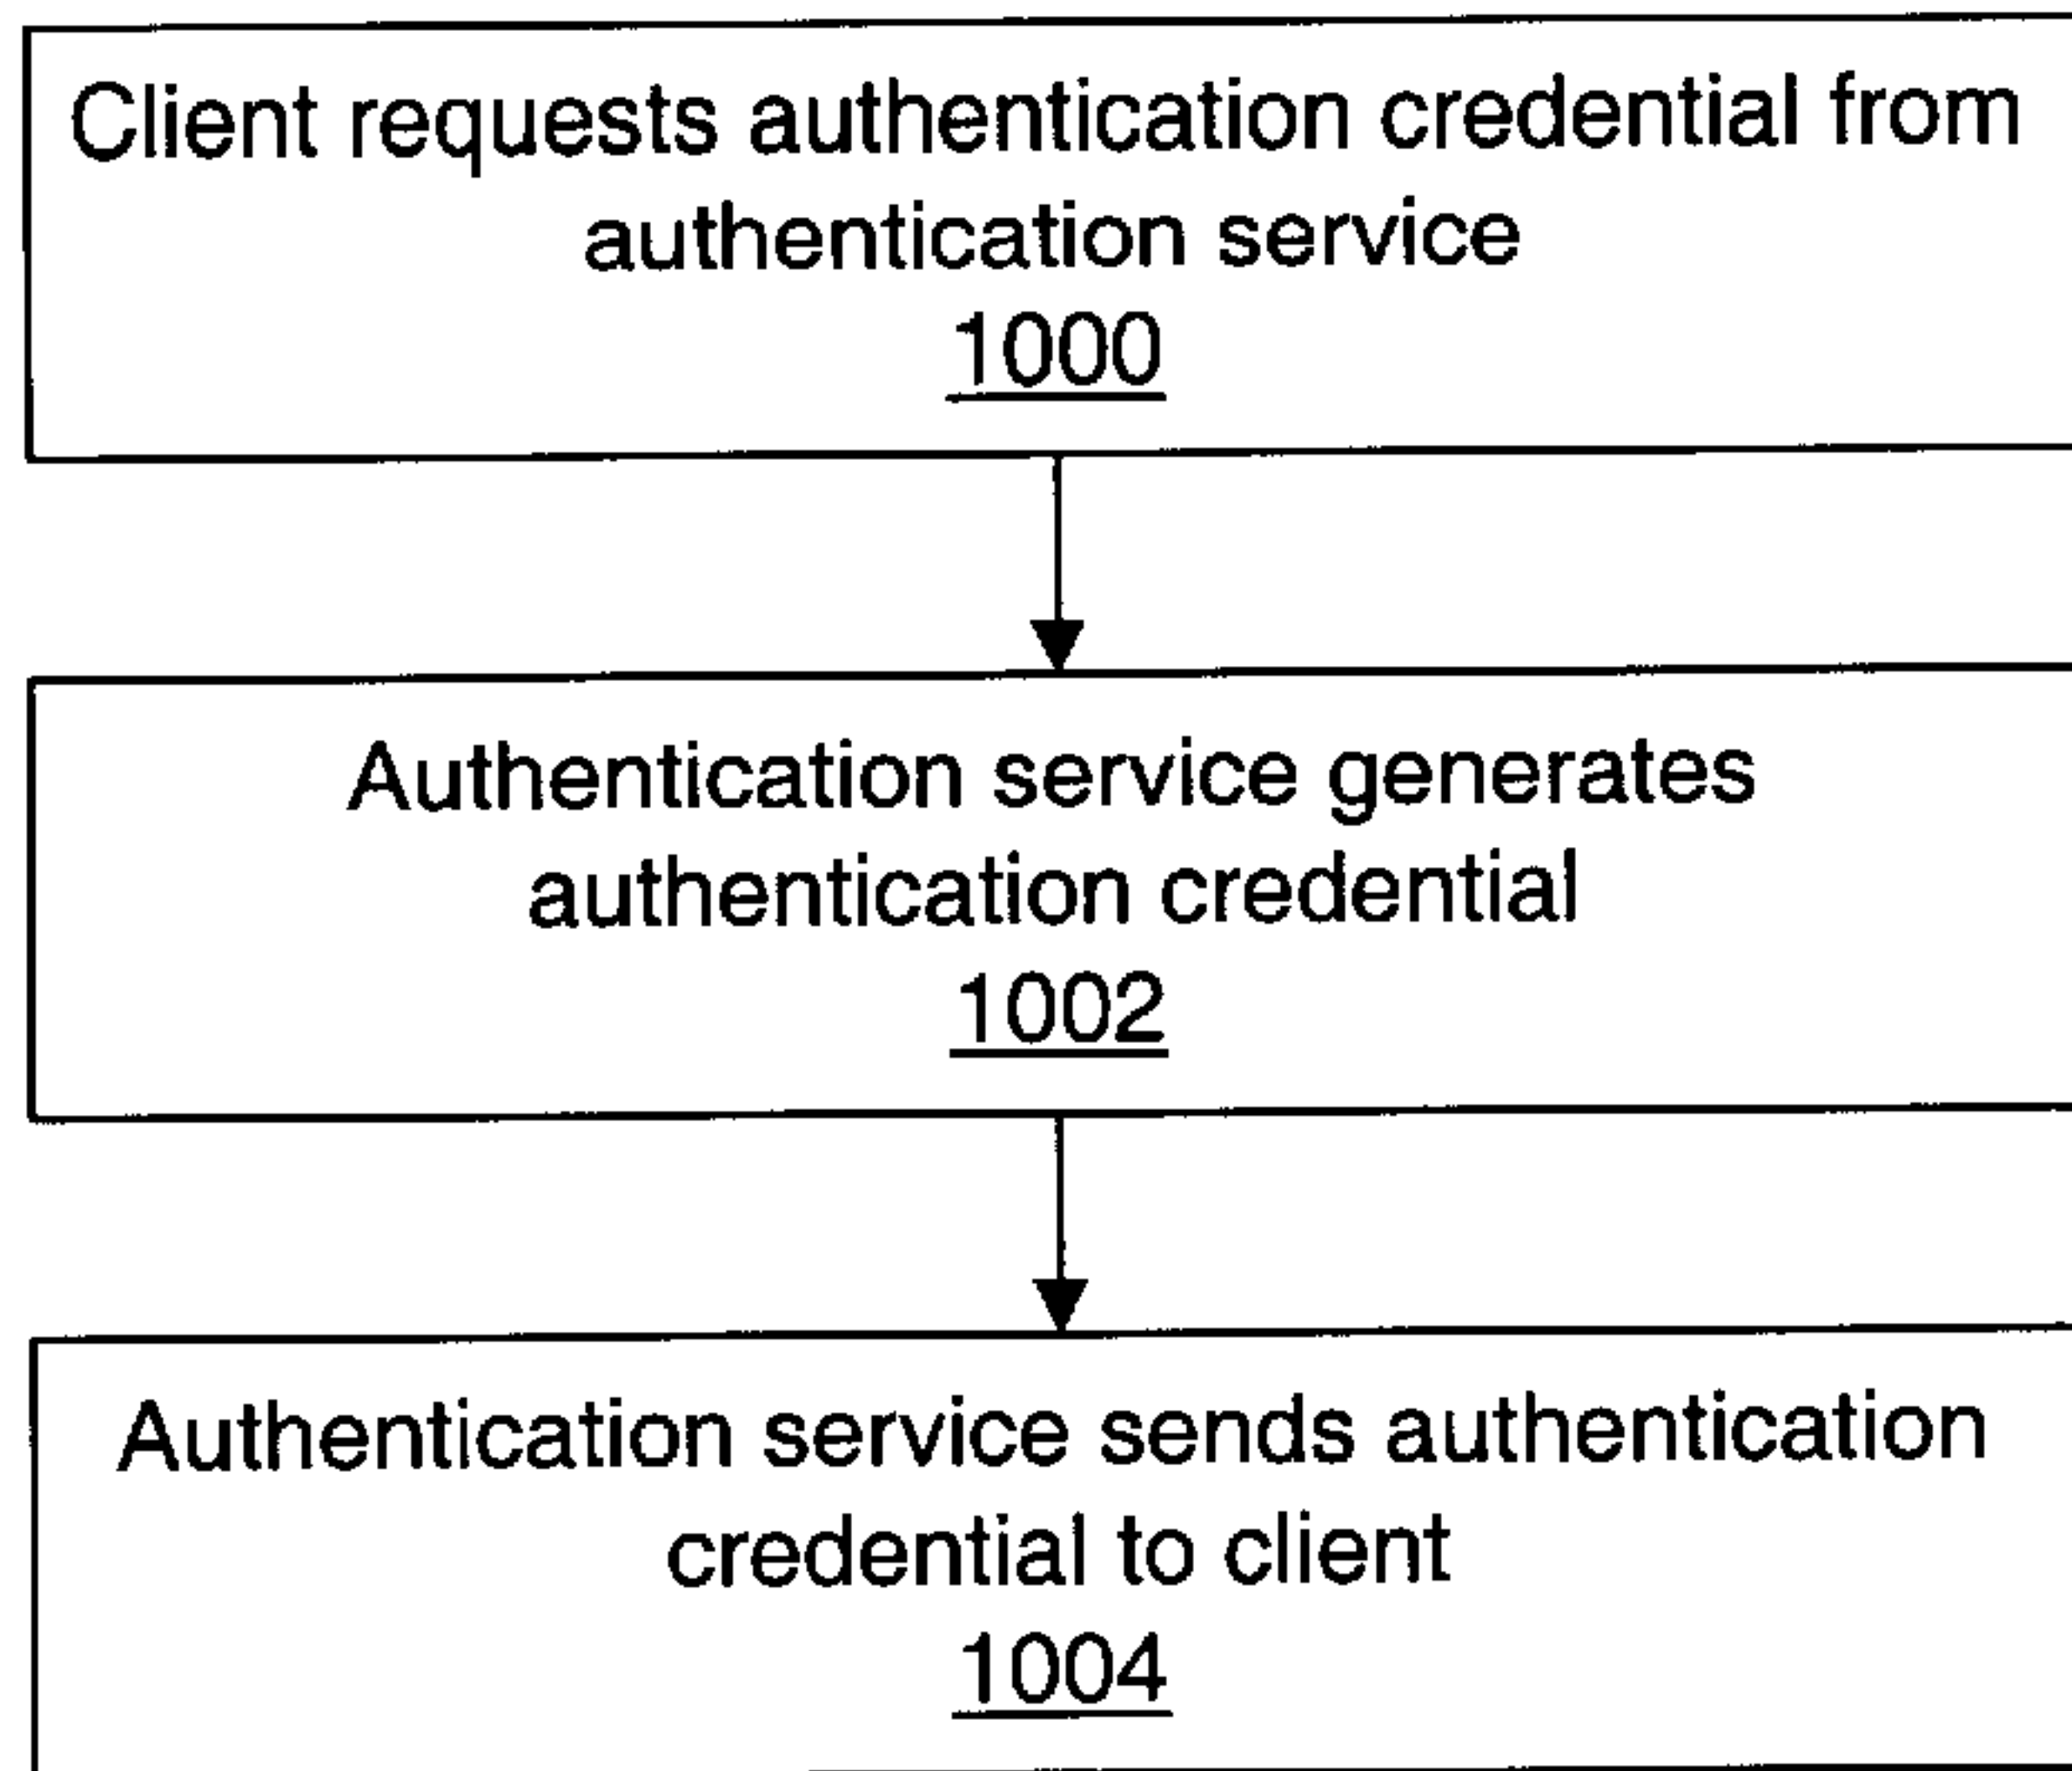 Client requests authentication credential from
authentication service
1000
Authentication service generates
authentication credential
1002
Authentication service sends authentication
credential to client
1004